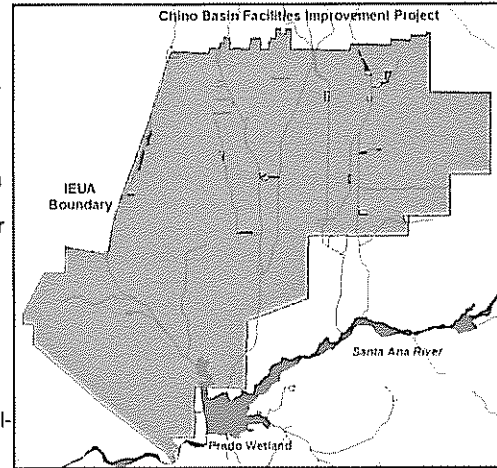 Chino Basin Facilities Improvement Project
IEUA
Boundary
Santa Ana River
Prado Wetland